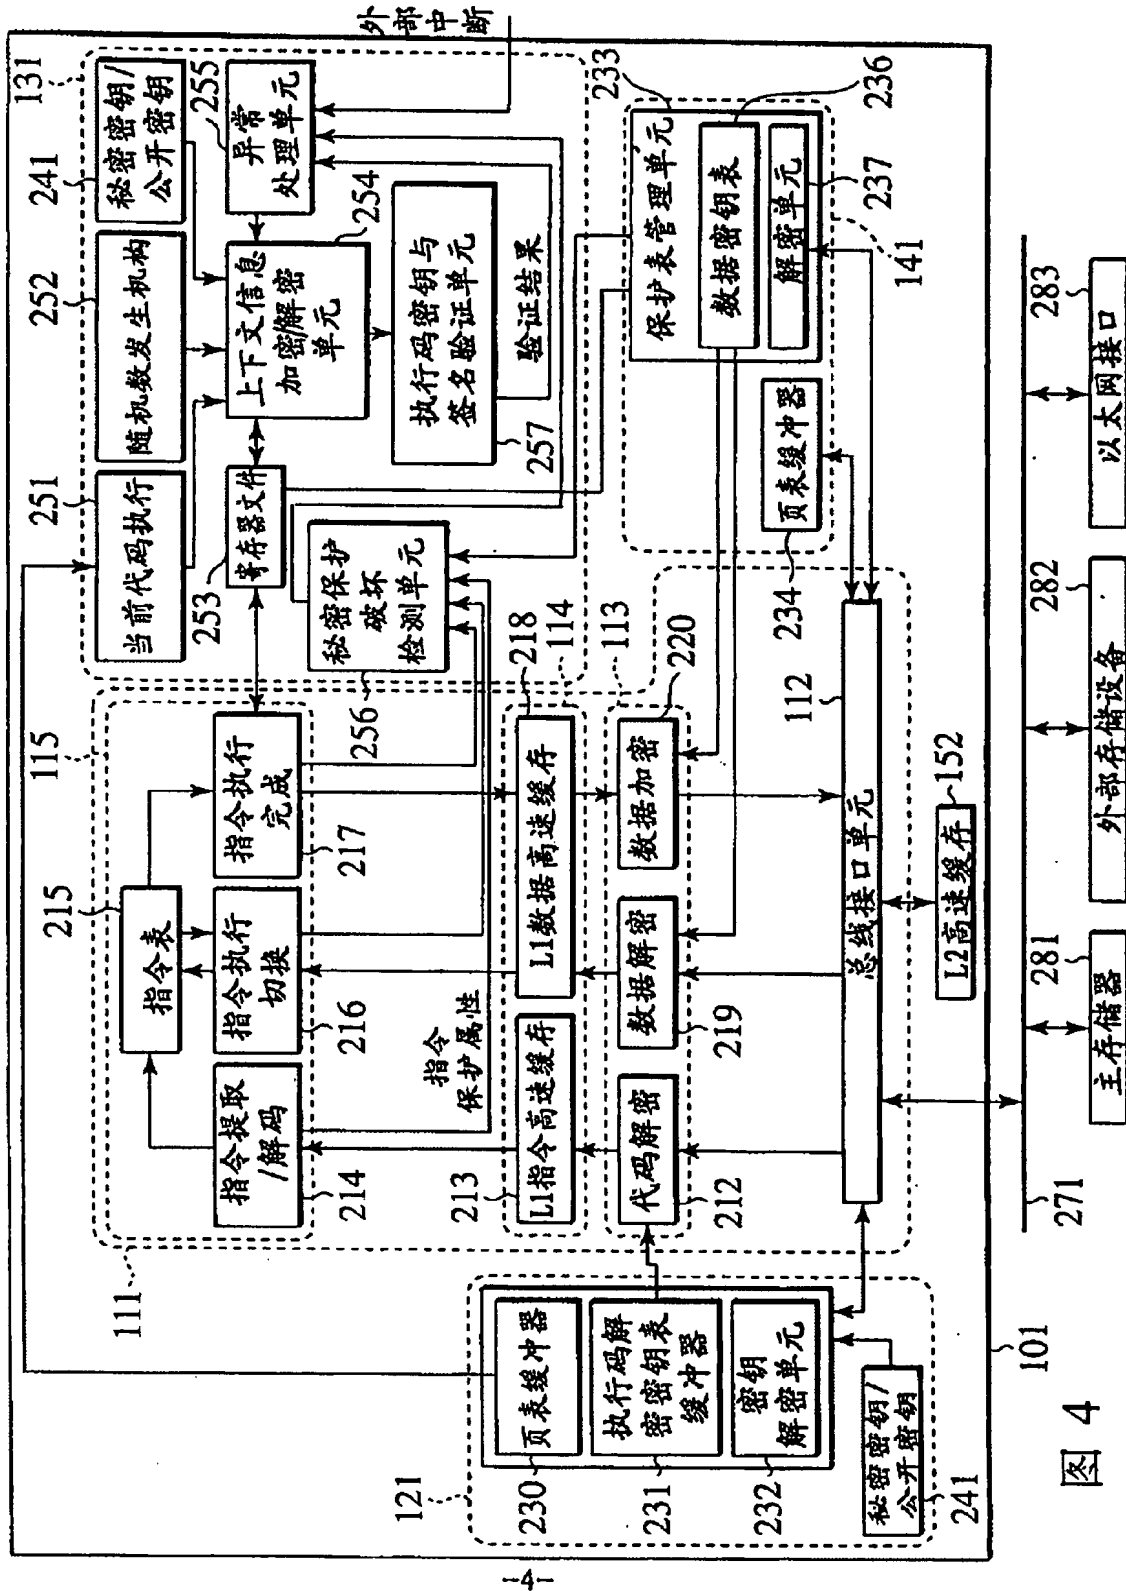 外部中断
131
241
秘密密钥/
公开密钥
255
异常
处理单元
252
随机数发生机构
254
上下文信息
加密/解密
单元
251
当前代码执行
253
寄存器文件
执行码密钥与
签名验证单元
257
验证结果
秘密保护
破坏
检测单元
256
115
215
指令表
指令执行
完成
217
指令执行
切换
216
指令提取
/解码
214
指令
保护属性
111
218
114
L1数据高速缓存
L1指令高速缓存
213
113
220
数据加密
数据解密
219
代码解密
212
233
保护表管理单元
236
数据密钥表
237
解密单元
141
页表缓冲器
234
112
总线接口单元
152
L2高速缓存
121
页表缓冲器
230
执行码解
密密钥表
缓冲器
231
密钥
解密单元
232
秘密密钥/
公开密钥
241
101
271
281
主存储器
282
外部存储设备
283
以太网接口
图 4
-4-